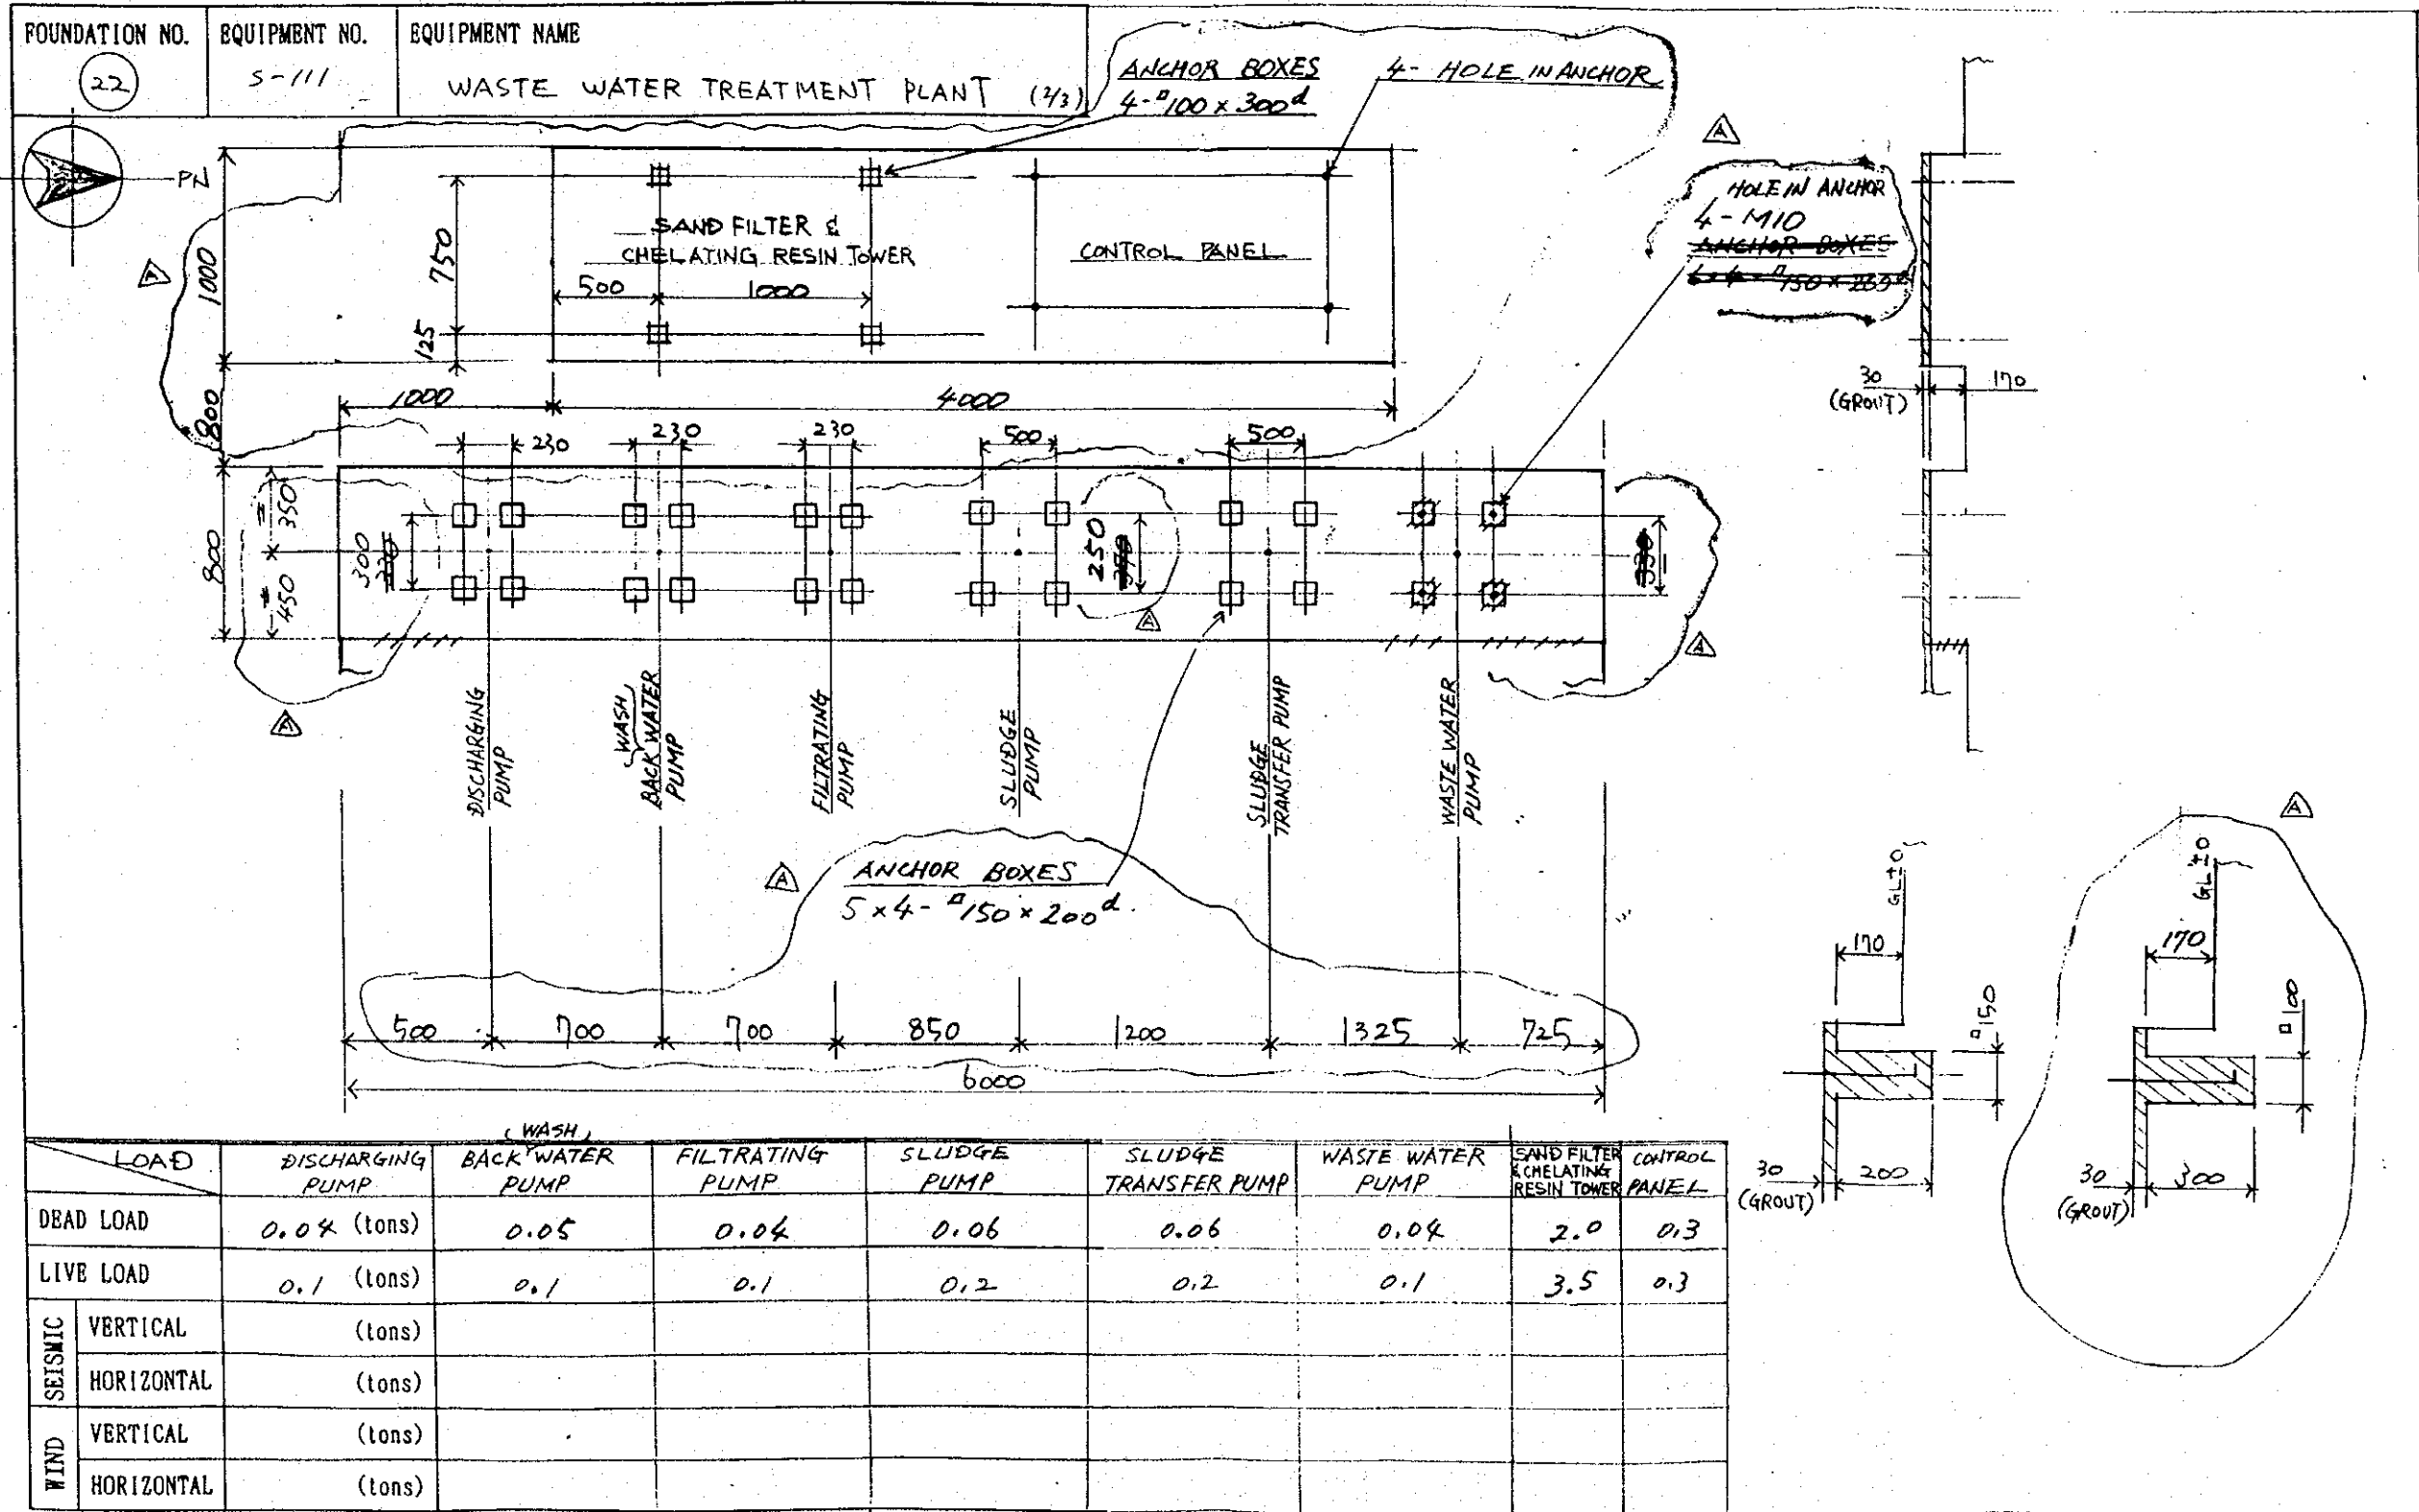 FOUNDATION NO.
22
EQUIPMENT NO.
S-111
EQUIPMENT NAME
WASTE WATER TREATMENT PLANT (2/3)
PN
ANCHOR BOXES
4-□100 x 300d
4- HOLE IN ANCHOR
A
HOLE IN ANCHOR
4-M10
ANCHOR BOXES
A
1000
750
125
800
SAND FILTER &
CHELATING RESIN TOWER
500
1000
CONTROL PANEL
1000
4000
30
(GROUT)
170
230
230
230
500
500
350
450
800
300
250
370
330
A
A
A
DISCHARGING
PUMP
WASH
BACK WATER
PUMP
FILTRATING
PUMP
SLUDGE
PUMP
SLUDGE
TRANSFER PUMP
WASTE WATER
PUMP
A
ANCHOR BOXES
5 x 4-□150 x 200d.
500
700
700
850
1200
1325
725
6000
GL±0
170
□150
30
(GROUT)
200
A
GL±0
170
□100
30
(GROUT)
300
LOAD
DISCHARGING
PUMP
WASH
BACK WATER
PUMP
FILTRATING
PUMP
SLUDGE
PUMP
SLUDGE
TRANSFER PUMP
WASTE WATER
PUMP
SAND FILTER
& CHELATING
RESIN TOWER
CONTROL
PANEL
DEAD LOAD
0.04 (tons)
0.05
0.04
0.06
0.06
0.04
2.0
0.3
LIVE LOAD
0.1 (tons)
0.1
0.1
0.2
0.2
0.1
3.5
0.3
SEISMIC
VERTICAL
(tons)
HORIZONTAL
(tons)
WIND
VERTICAL
(tons)
HORIZONTAL
(tons)